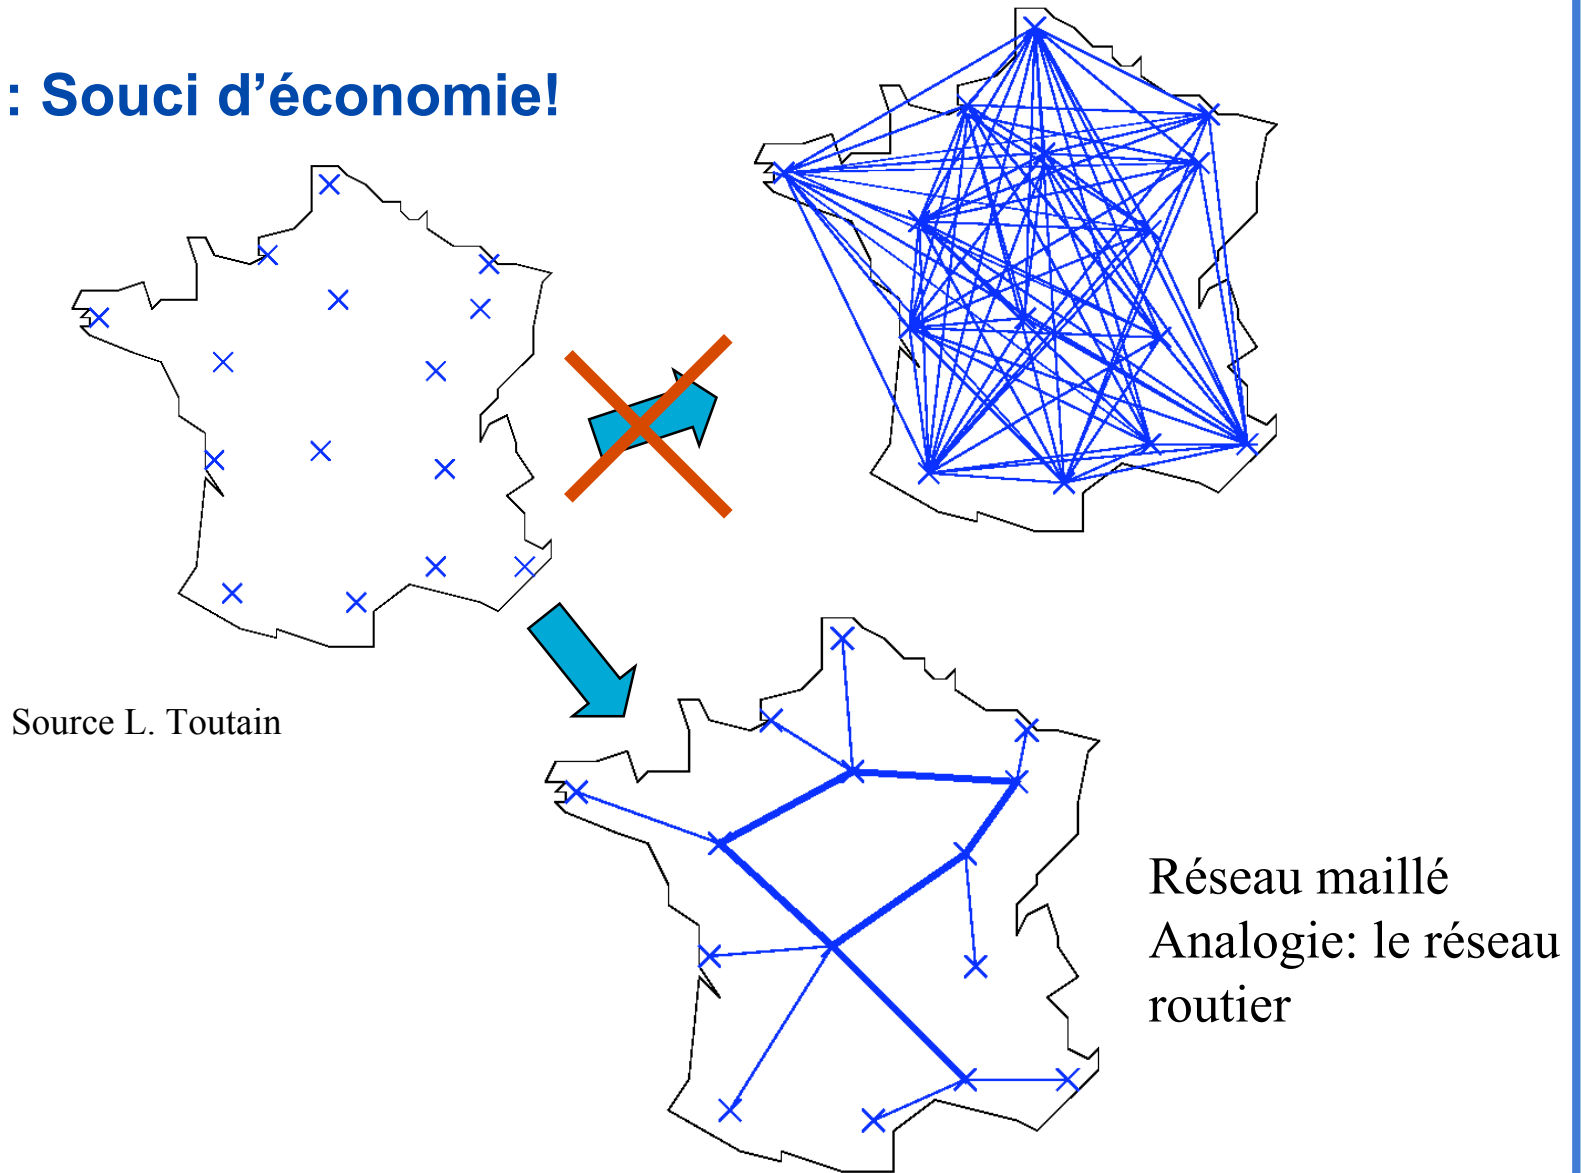 : Souci d’économie!
Source L. Toutain
Réseau maillé
Analogie: le réseau
routier